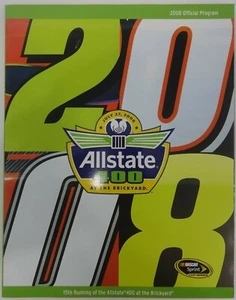 2008 Official Program
20
JULY 27, 2008
Allstate
400
AT THE BRICKYARD
08
NASCAR
Sprint
15th Running of the Allstate 400 at the Brickyard